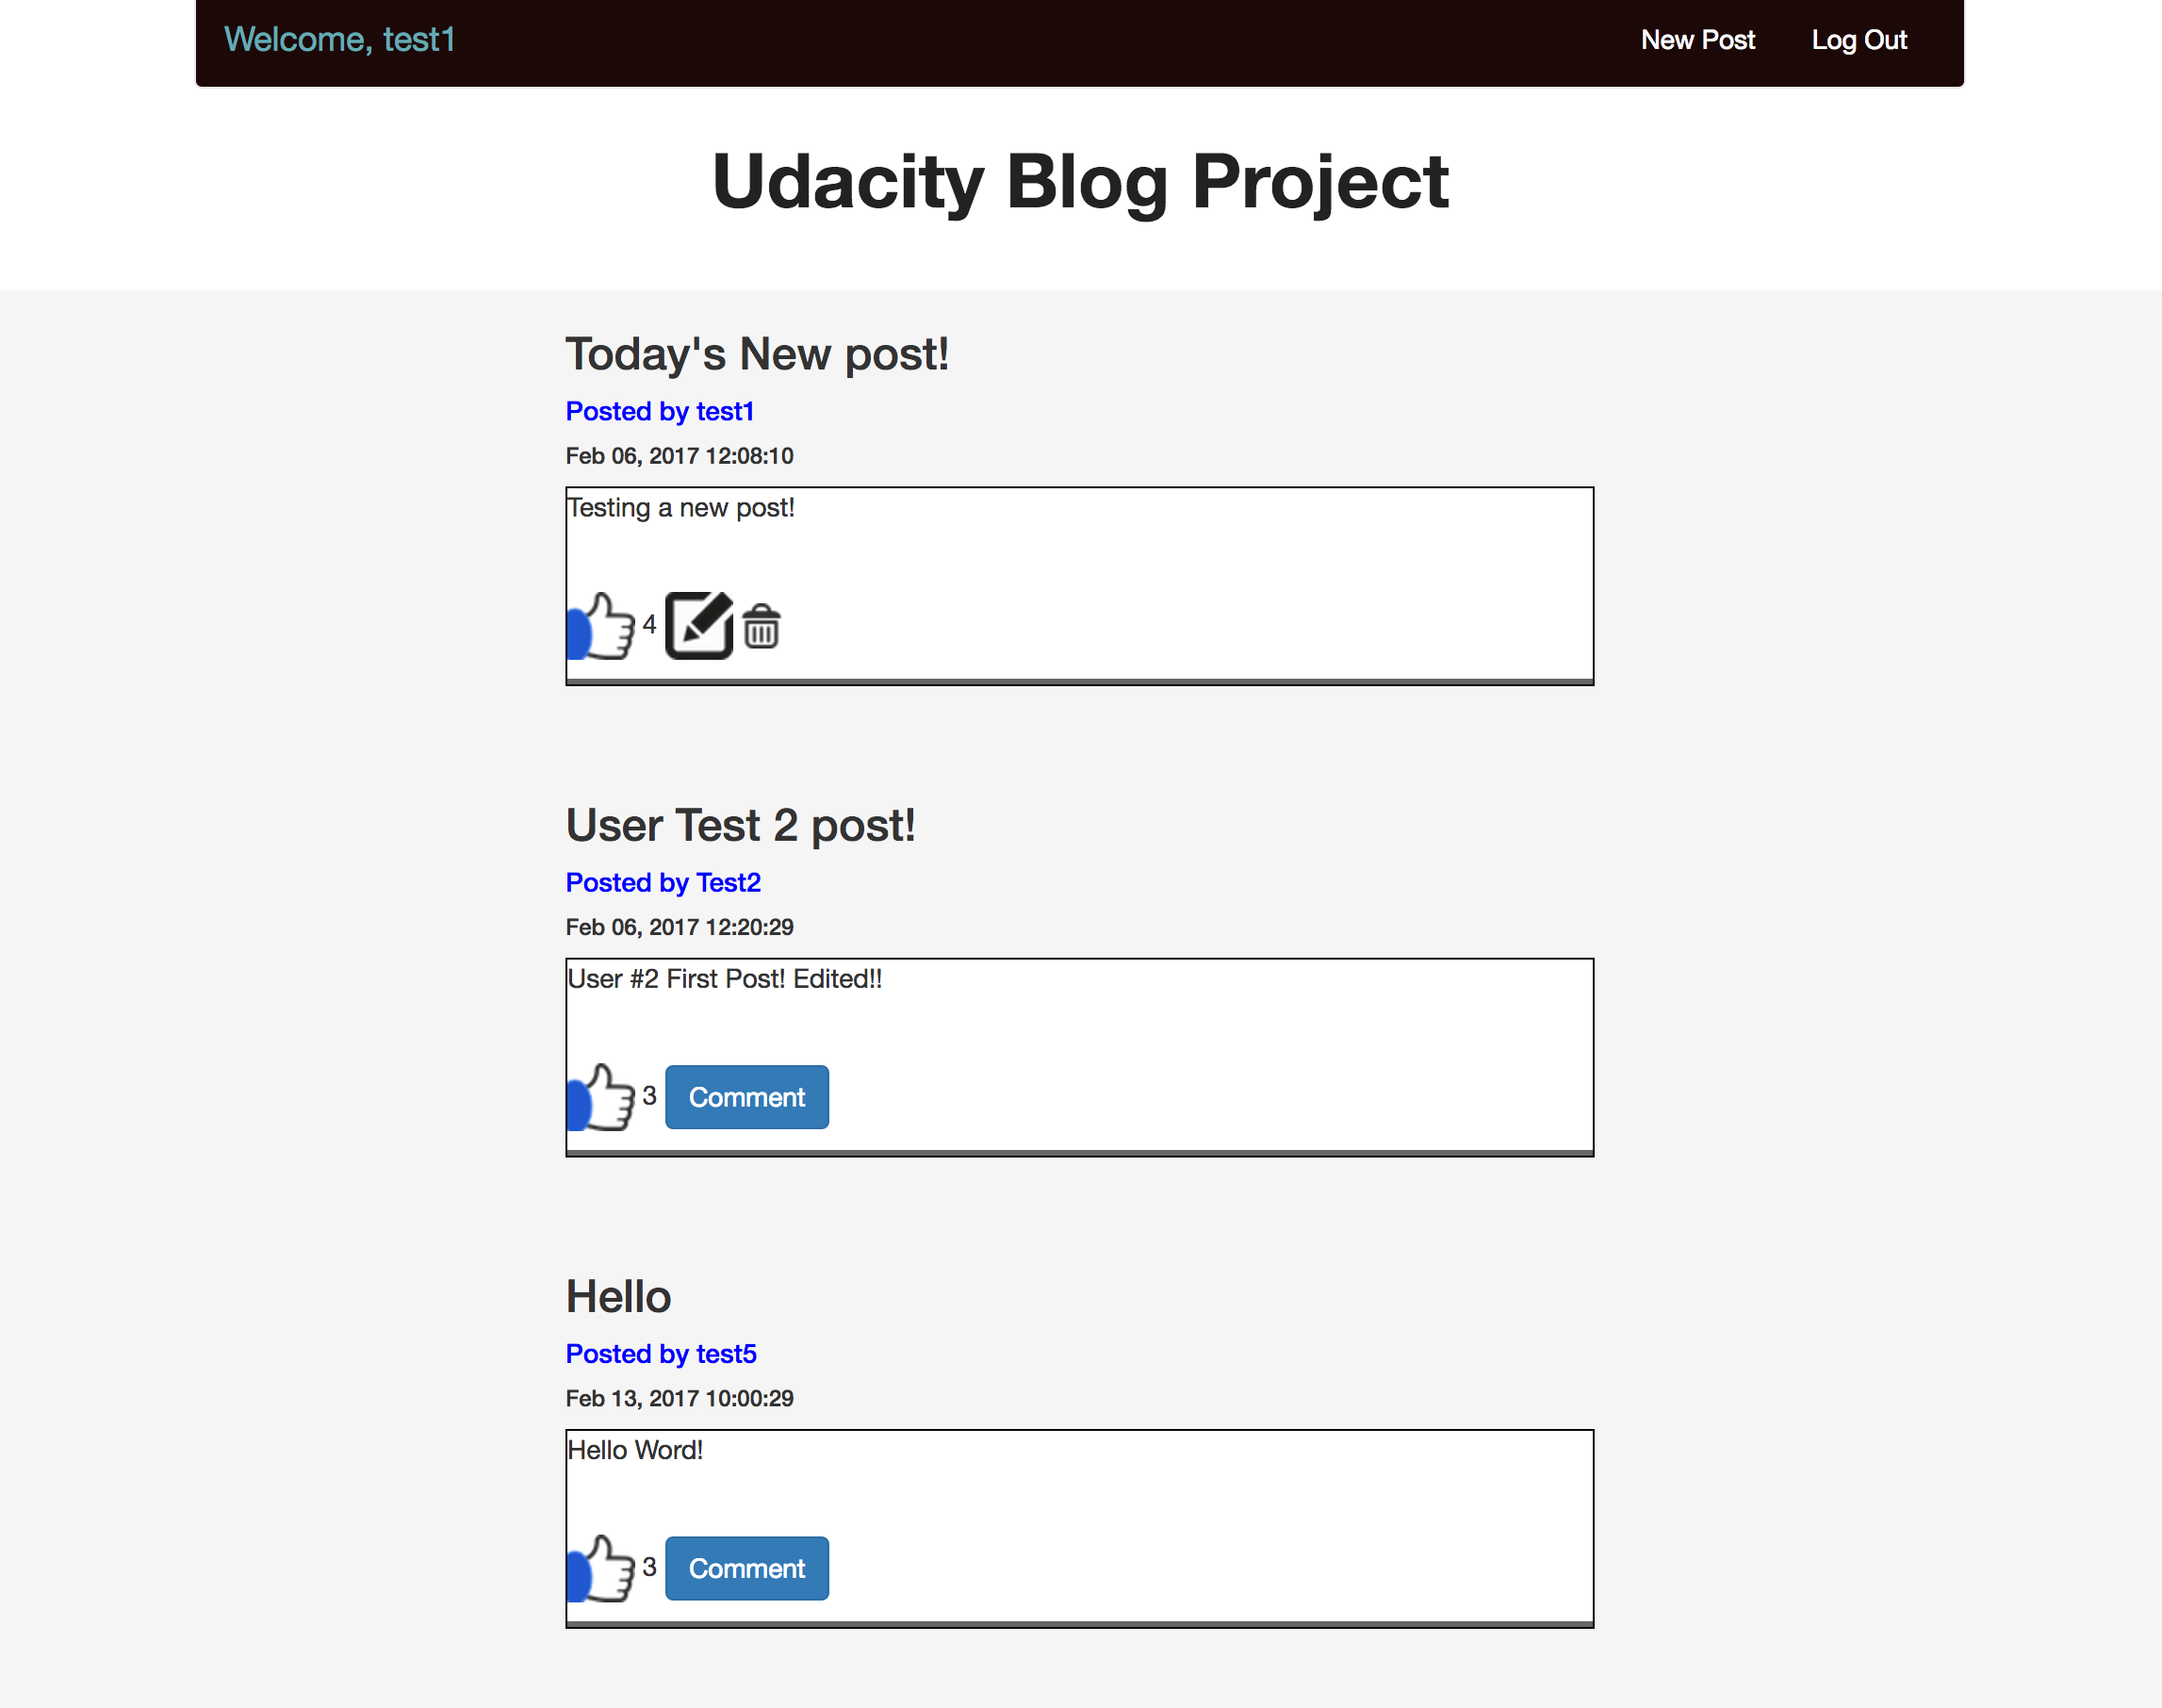 Welcome, test1
New Post
Log Out
Udacity Blog Project
Today's New post!
Posted by test1
Feb 06, 2017 12:08:10
Testing a new post!
4
User Test 2 post!
Posted by Test2
Feb 06, 2017 12:20:29
User #2 First Post! Edited!!
3 Comment
Hello
Posted by test5
Feb 13, 2017 10:00:29
Hello Word!
3 Comment